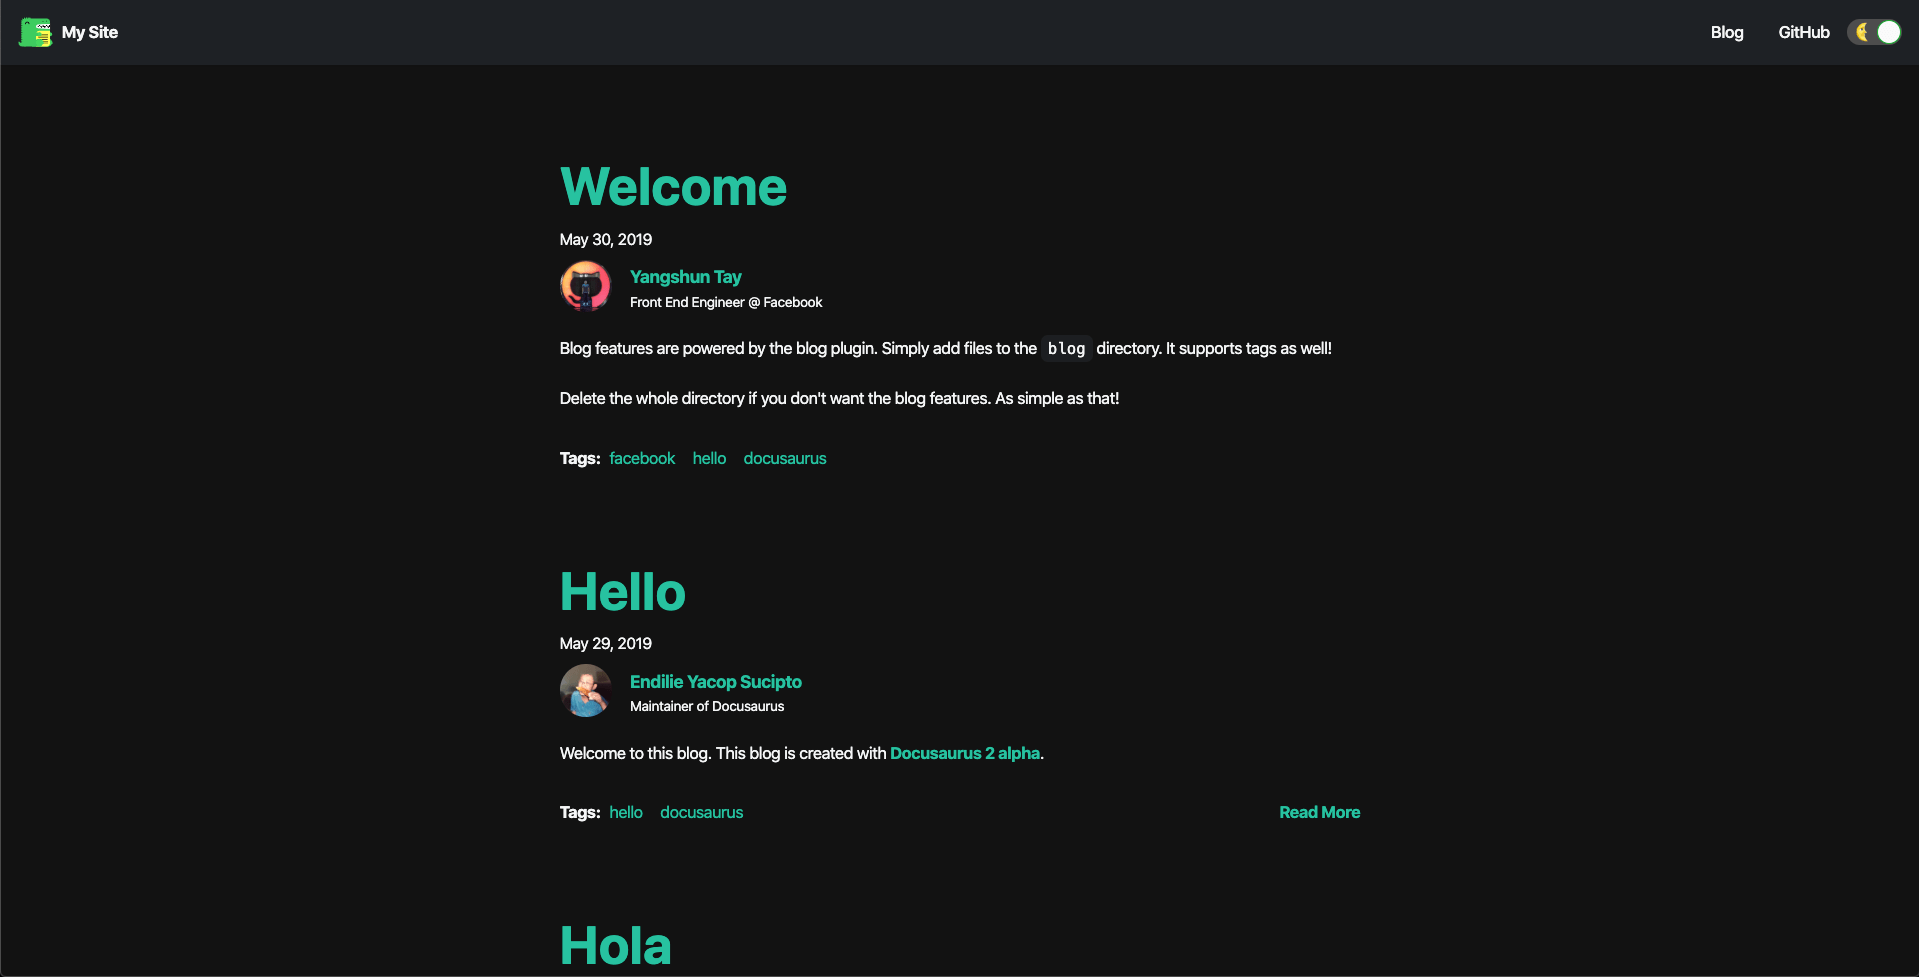 My Site
Blog
GitHub
Welcome
May 30, 2019
Yangshun Tay
Front End Engineer @ Facebook
Blog features are powered by the blog plugin. Simply add files to the blog directory. It supports tags as well!
Delete the whole directory if you don't want the blog features. As simple as that!
Tags: facebook hello docusaurus
Hello
May 29, 2019
Endilie Yacop Sucipto
Maintainer of Docusaurus
Welcome to this blog. This blog is created with Docusaurus 2 alpha.
Tags: hello docusaurus Read More
Hola